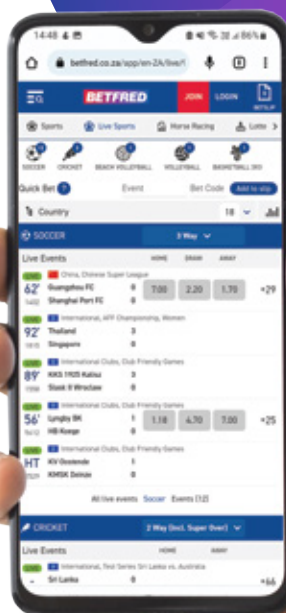 14:48
86%
betfred.co.za/app/en-ZA/live/
BETFRED JOIN LOGIN BETSLIP
Sports Live Sports Horse Racing Lotto
SOCCER CRICKET BEACH VOLLEYBALL VOLLEYBALL BASKETBALL 3X3
Quick Bet ? Event Bet Code Add to slip
Country 18
SOCCER 3 Way
Live Events HOME DRAW AWAY
LIVE China, Chinese Super League
62' Guangzhou FC 0 7.00 2.20 1.70 +29
Shanghai Port FC 0
LIVE International, AFF Championship, Women
92' Thailand 3
Singapore 0
LIVE International Clubs, Club Friendly Games
89' KKS 1925 Kalisz 3
Slask II Wroclaw 0
LIVE International Clubs, Club Friendly Games
56' Lyngby BK 1 1.18 4.70 7.00 +25
HB Koege 0
LIVE International Clubs, Club Friendly Games
HT KV Oostende 1
KMSK Deinze 0
All live events Soccer Events (12)
CRICKET 2 Way (Incl. Super Over)
Live Events HOME AWAY
LIVE International, Test Series Sri Lanka vs. Australia
- Sri Lanka 0 +66